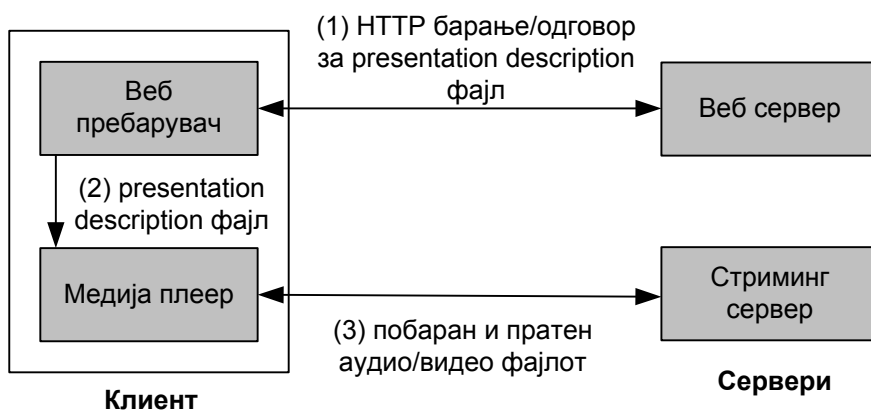 (1) HTTP барање/одговор
за presentation description
фајл
Веб
пребарувач
Веб сервер
(2) presentation
description фајл
Медија плеер
Стриминг
сервер
(3) побаран и пратен
аудио/видео фајлот
Клиент
Сервери